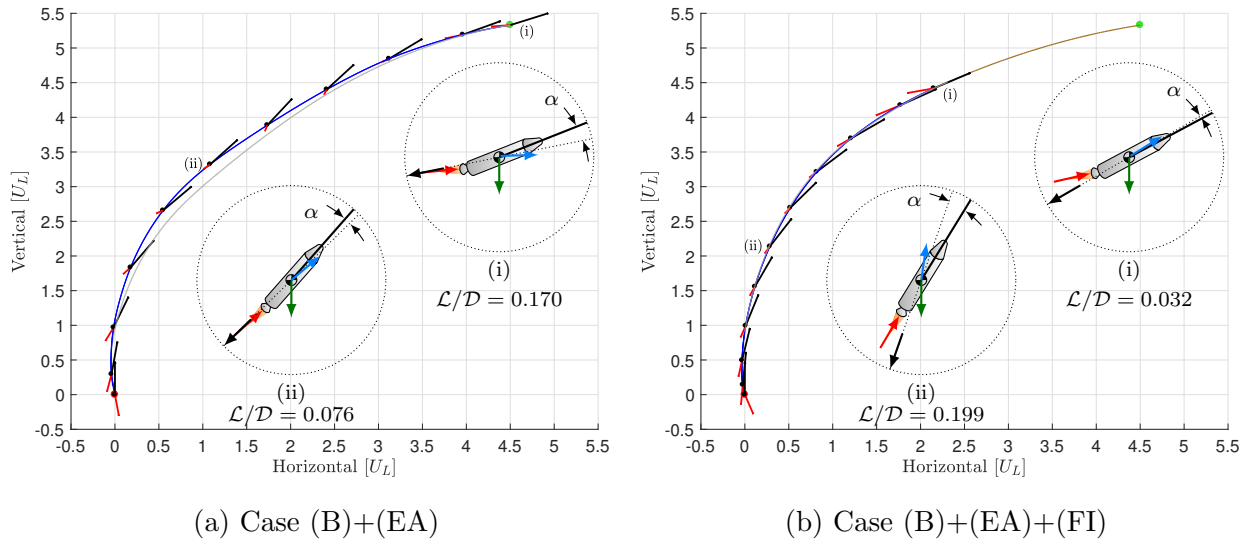 5.5
5
4.5
4
3.5
3
2.5
2
1.5
1
0.5
0
-0.5
Vertical [U_L]
-0.5 0 0.5 1 1.5 2 2.5 3 3.5 4 4.5 5 5.5
Horizontal [U_L]
(i)
(ii)
α
(i)
ℒ/𝒟 = 0.170
α
(ii)
ℒ/𝒟 = 0.076
(a) Case (B)+(EA)
5.5
5
4.5
4
3.5
3
2.5
2
1.5
1
0.5
0
-0.5
Vertical [U_L]
-0.5 0 0.5 1 1.5 2 2.5 3 3.5 4 4.5 5 5.5
Horizontal [U_L]
(i)
(ii)
α
(i)
ℒ/𝒟 = 0.032
α
(ii)
ℒ/𝒟 = 0.199
(b) Case (B)+(EA)+(FI)